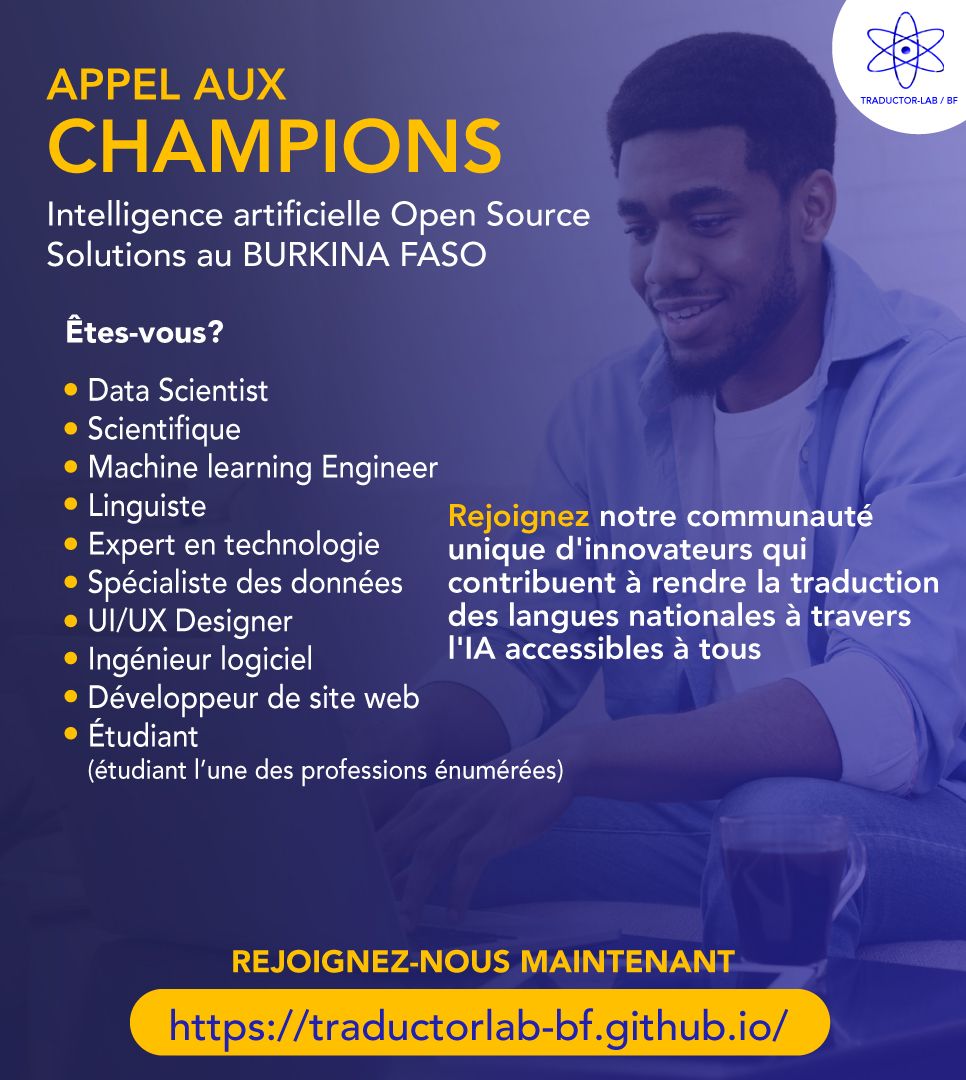 TRADUCTOR-LAB / BF
APPEL AUX
CHAMPIONS
Intelligence artificielle Open Source
Solutions au BURKINA FASO
Êtes-vous?
• Data Scientist
• Scientifique
• Machine learning Engineer
• Linguiste
• Expert en technologie
• Spécialiste des données
• UI/UX Designer
• Ingénieur logiciel
• Développeur de site web
• Étudiant
(étudiant l’une des professions énumérées)
Rejoignez notre communauté
unique d'innovateurs qui
contribuent à rendre la traduction
des langues nationales à travers
l'IA accessibles à tous
REJOIGNEZ-NOUS MAINTENANT
https://traductorlab-bf.github.io/